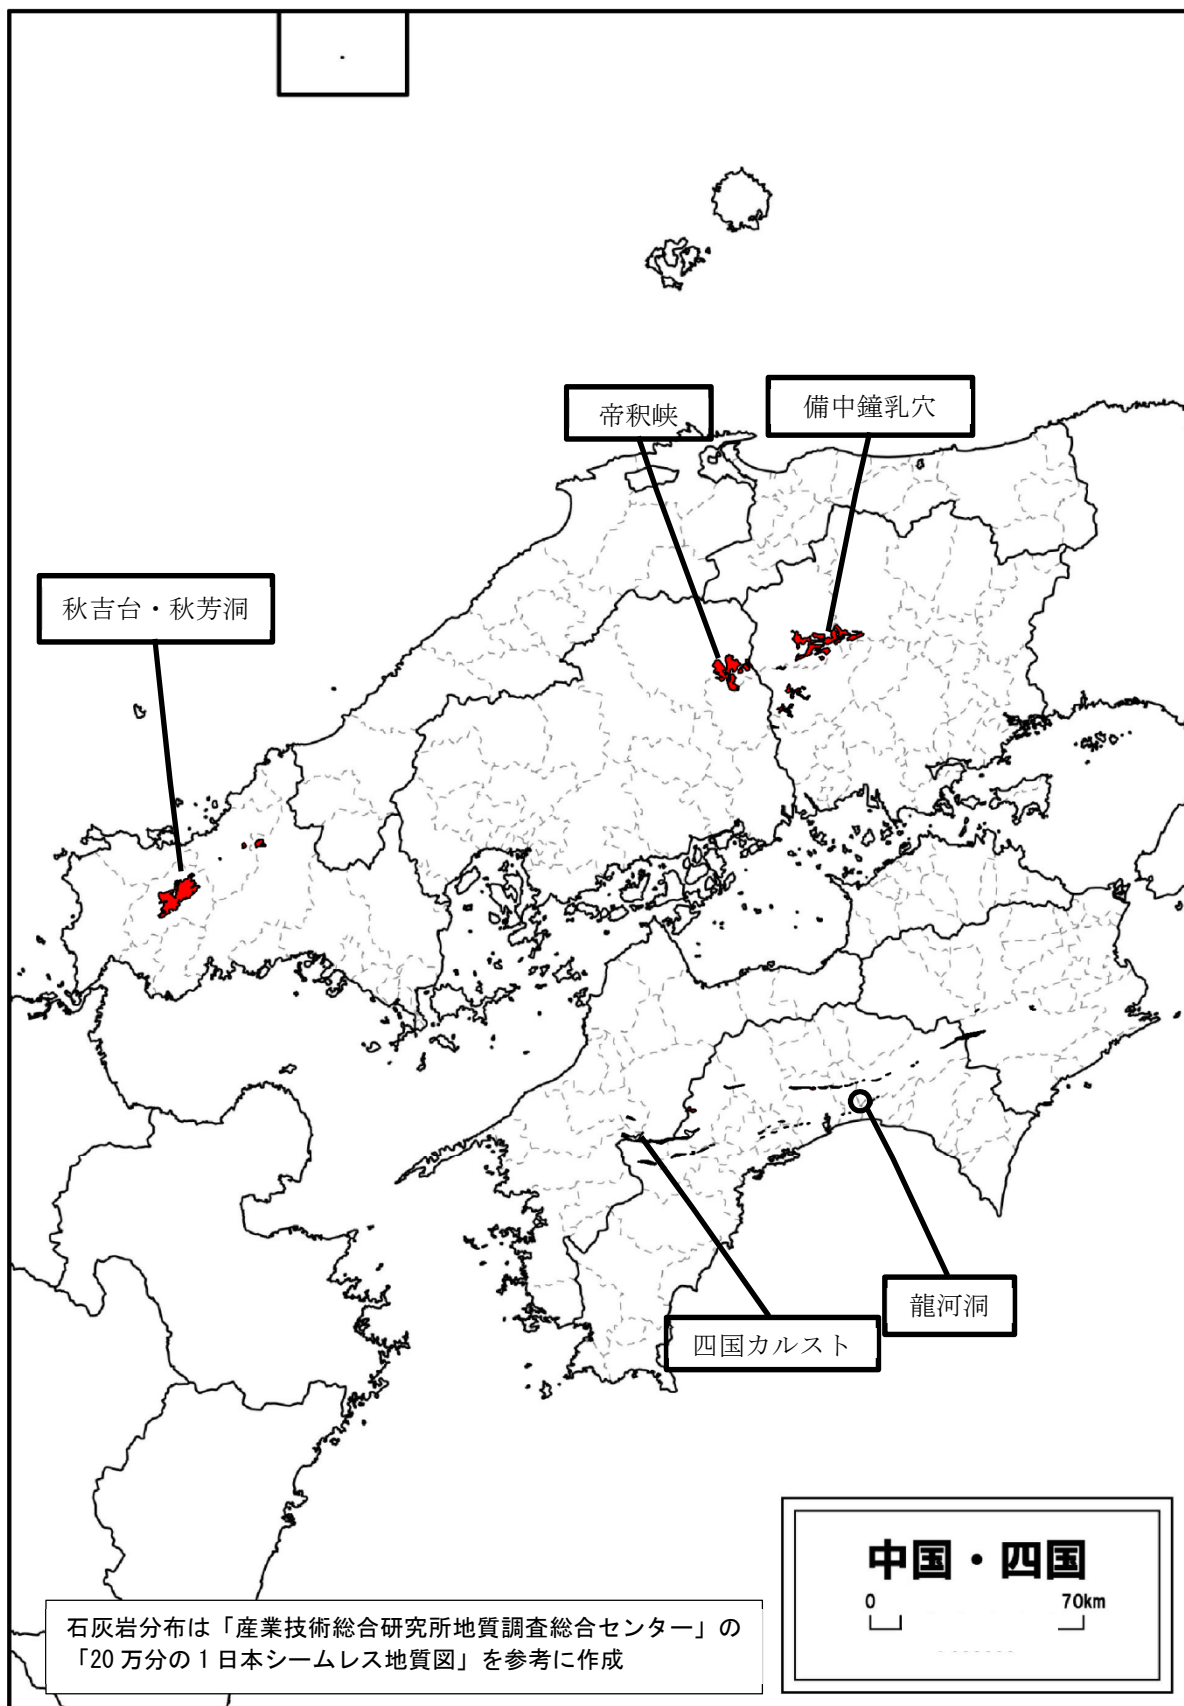 帝釈峡
備中鐘乳穴
秋吉台・秋芳洞
龍河洞
四国カルスト
中国・四国
0 70km
石灰岩分布は「産業技術総合研究所地質調査総合センター」の
「20万分の1日本シームレス地質図」を参考に作成